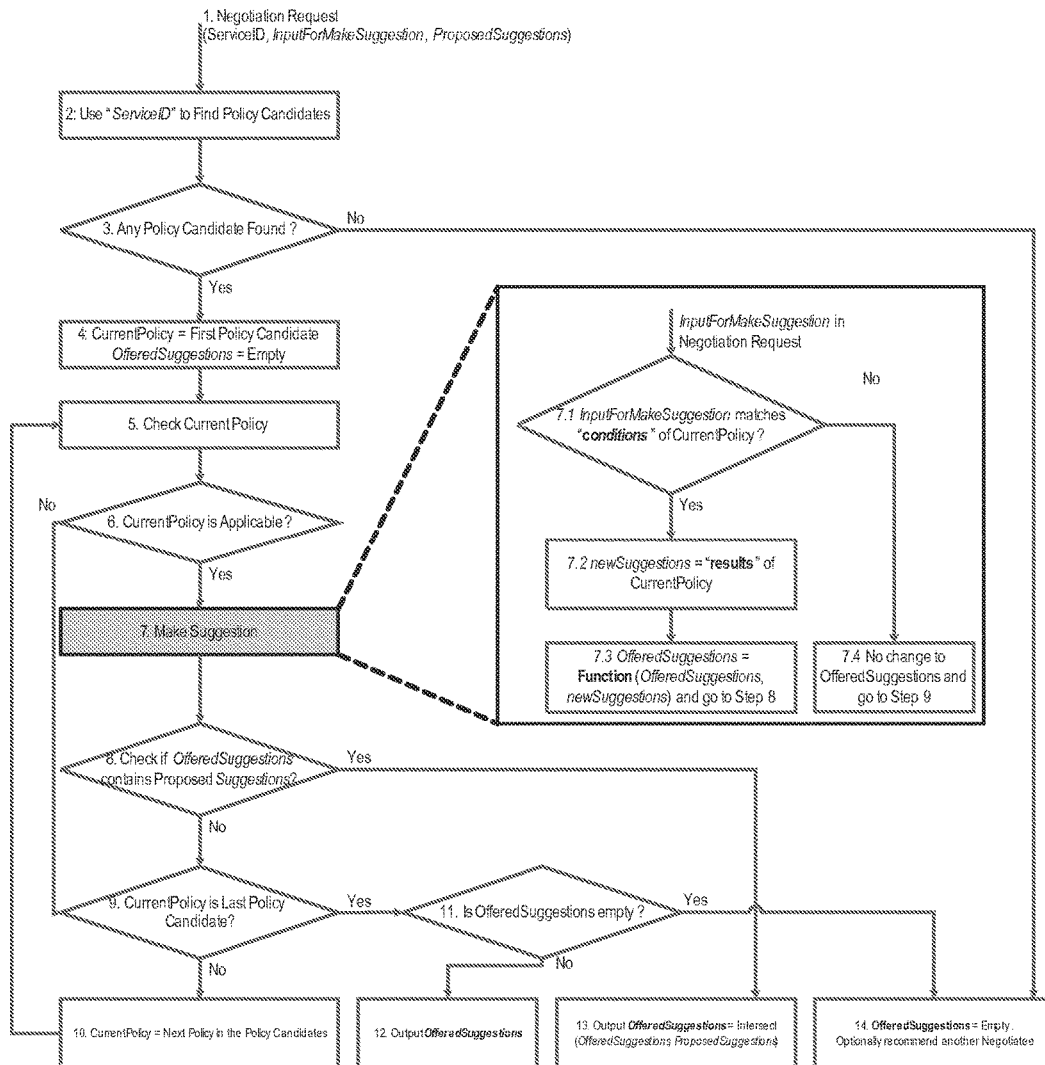 1. Negotiation Request
(ServiceID, InputForMakeSuggestion, ProposedSuggestions)
2: Use "ServiceID" to Find Policy Candidates
3. Any Policy Candidate Found ?
No
Yes
4: CurrentPolicy = First Policy Candidate
OfferedSuggestions = Empty
5. Check Current Policy
No
6. CurrentPolicy is Applicable ?
Yes
7. Make Suggestion
InputForMakeSuggestion in
Negotiation Request
No
7.1 InputForMakeSuggestion matches
"conditions" of CurrentPolicy ?
Yes
7.2 newSuggestions = "results" of
CurrentPolicy
7.3 OfferedSuggestions =
Function (OfferedSuggestions,
newSuggestions) and go to Step 8
7.4 No change to
OfferedSuggestions and
go to Step 9
8. Check if OfferedSuggestions
contains Proposed Suggestions?
Yes
No
9. CurrentPolicy is Last Policy
Candidate?
Yes
No
11. Is OfferedSuggestions empty ?
Yes
No
10. CurrentPolicy = Next Policy in the Policy Candidates
12. Output OfferedSuggestions
13. Output OfferedSuggestions = Intersect
(OfferedSuggestions, ProposedSuggestions)
14. OfferedSuggestions = Empty.
Optionally recommend another Negotiatee